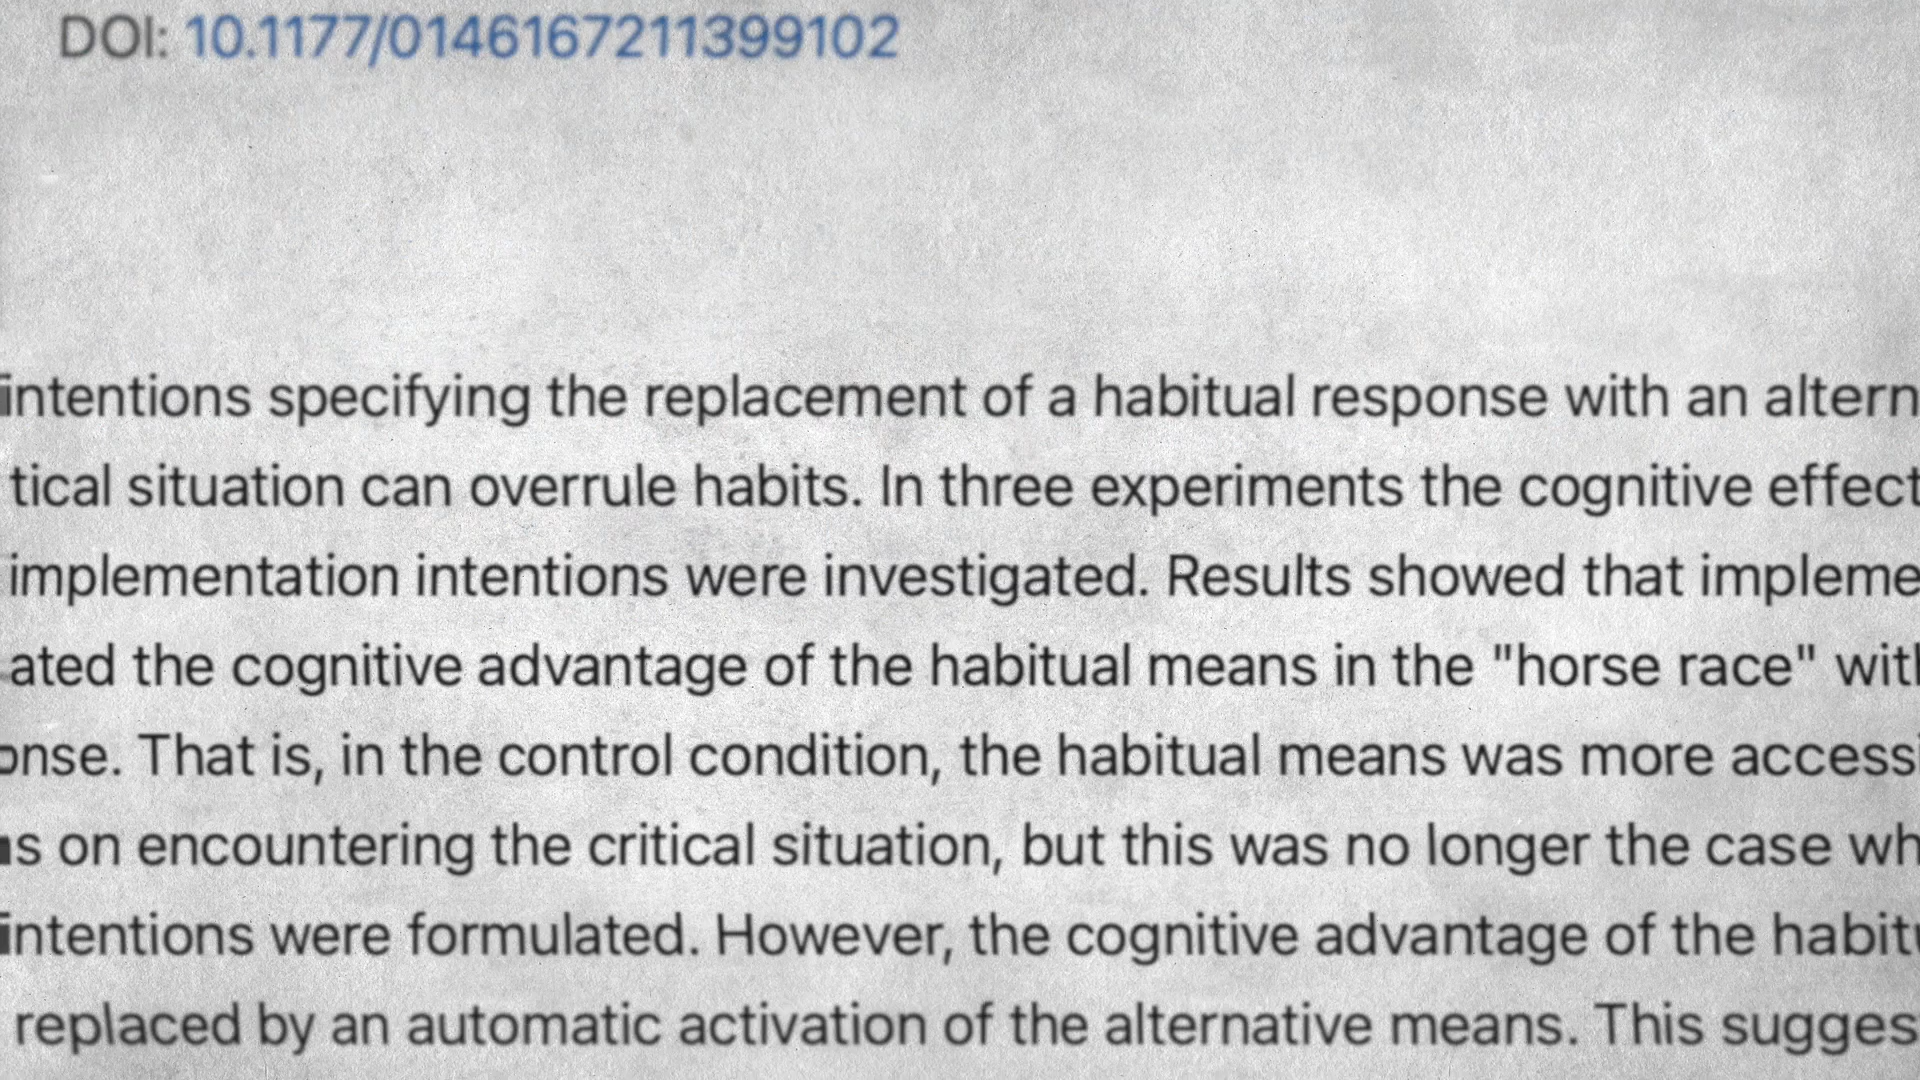 DOI: 10.1177/0146167211399102
intentions specifying the replacement of a habitual response with an altern
tical situation can overrule habits. In three experiments the cognitive effect
implementation intentions were investigated. Results showed that impleme
ated the cognitive advantage of the habitual means in the "horse race" with
onse. That is, in the control condition, the habitual means was more accessi
s on encountering the critical situation, but this was no longer the case wh
intentions were formulated. However, the cognitive advantage of the habitu
replaced by an automatic activation of the alternative means. This sugges